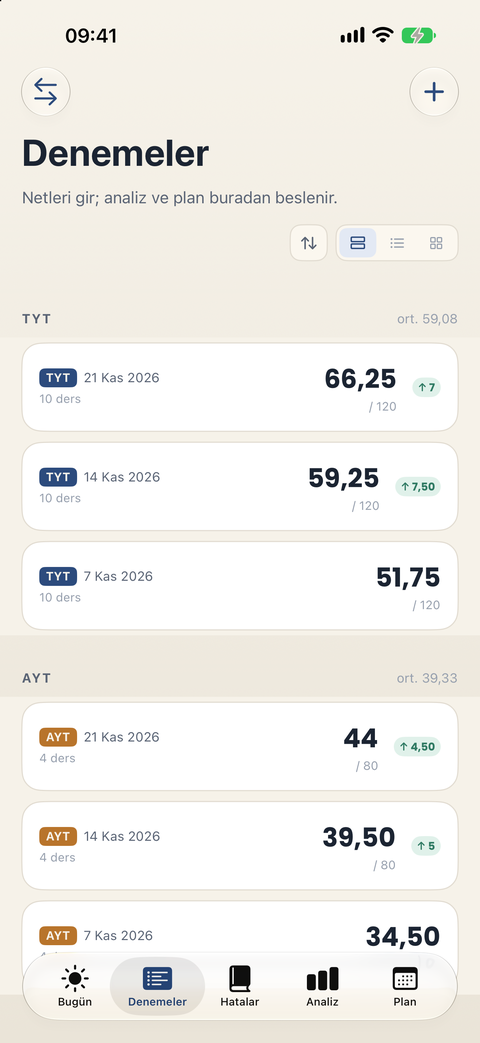 09:41
Denemeler
Netleri gir; analiz ve plan buradan beslenir.
TYT ort. 59,08
TYT 21 Kas 2026 66,25 ↑ 7
10 ders / 120
TYT 14 Kas 2026 59,25 ↑ 7,50
10 ders / 120
TYT 7 Kas 2026 51,75
10 ders / 120
AYT ort. 39,33
AYT 21 Kas 2026 44 ↑ 4,50
4 ders / 80
AYT 14 Kas 2026 39,50 ↑ 5
4 ders / 80
AYT 7 Kas 2026 34,50
Bugün Denemeler Hatalar Analiz Plan